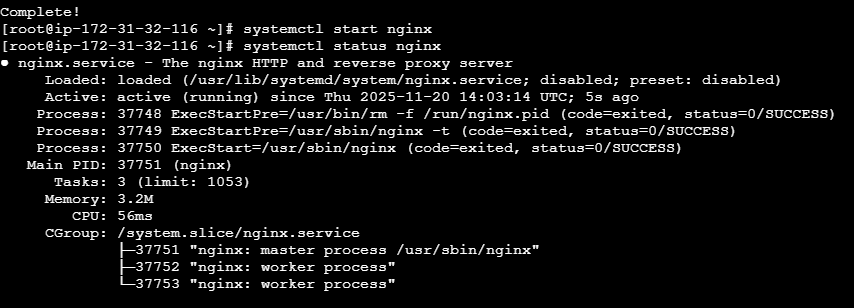 Complete!
[root@ip-172-31-32-116 ~]# systemctl start nginx
[root@ip-172-31-32-116 ~]# systemctl status nginx
● nginx.service - The nginx HTTP and reverse proxy server
     Loaded: loaded (/usr/lib/systemd/system/nginx.service; disabled; preset: disabled)
     Active: active (running) since Thu 2025-11-20 14:03:14 UTC; 5s ago
    Process: 37748 ExecStartPre=/usr/bin/rm -f /run/nginx.pid (code=exited, status=0/SUCCESS)
    Process: 37749 ExecStartPre=/usr/sbin/nginx -t (code=exited, status=0/SUCCESS)
    Process: 37750 ExecStart=/usr/sbin/nginx (code=exited, status=0/SUCCESS)
   Main PID: 37751 (nginx)
      Tasks: 3 (limit: 1053)
     Memory: 3.2M
        CPU: 56ms
     CGroup: /system.slice/nginx.service
             ├─37751 "nginx: master process /usr/sbin/nginx"
             ├─37752 "nginx: worker process"
             └─37753 "nginx: worker process"